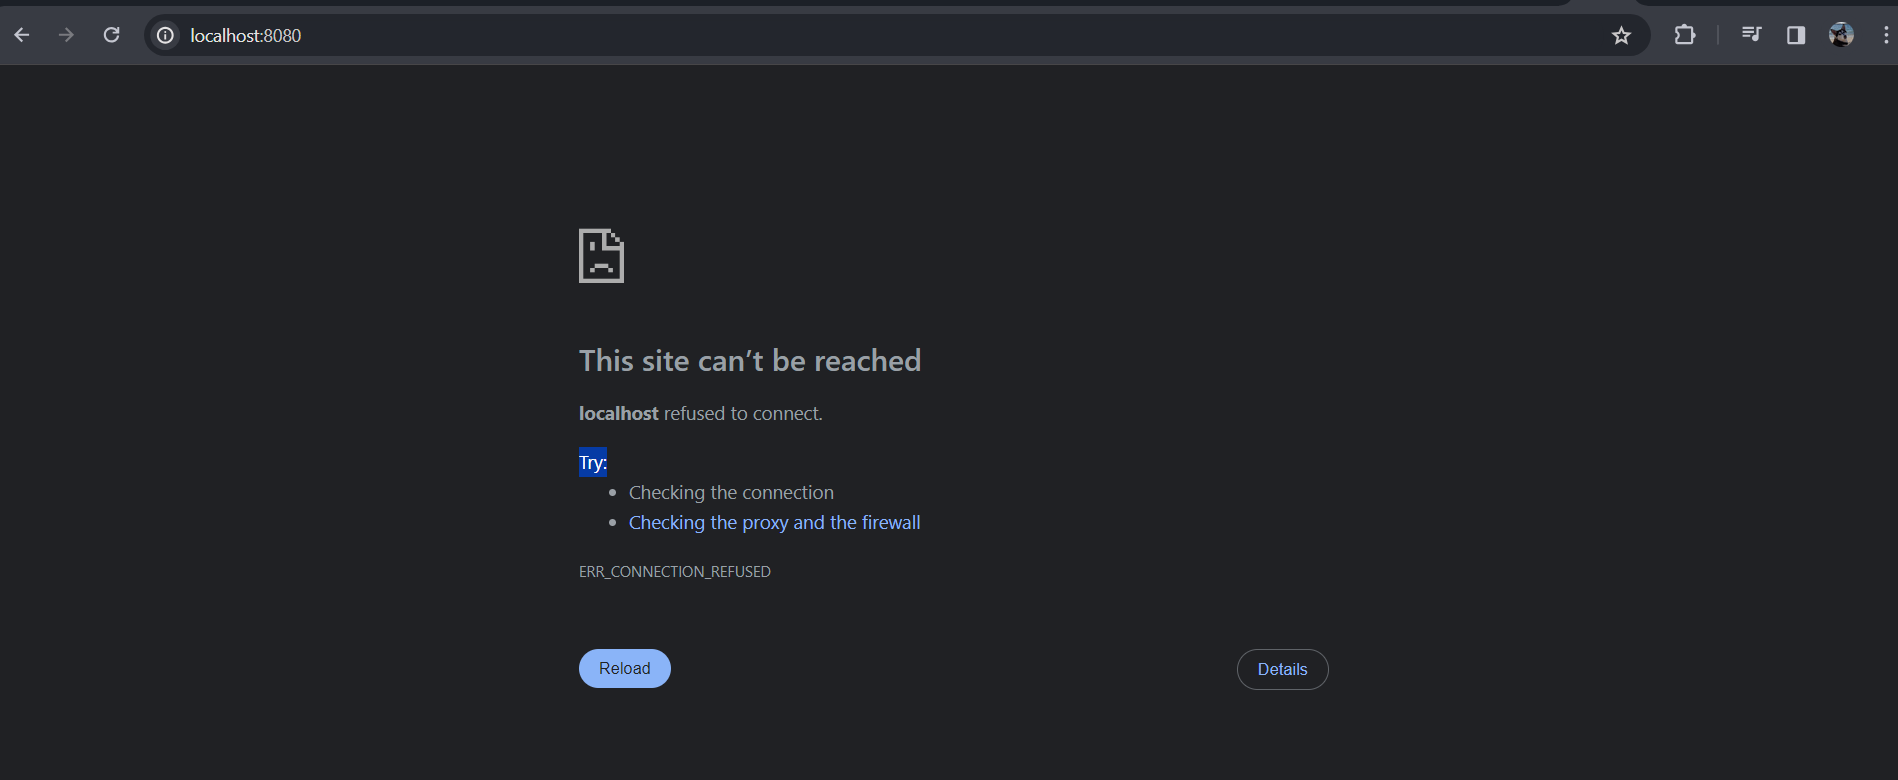 localhost:8080
This site can’t be reached
localhost refused to connect.
Try:
Checking the connection
Checking the proxy and the firewall
ERR_CONNECTION_REFUSED
Reload
Details